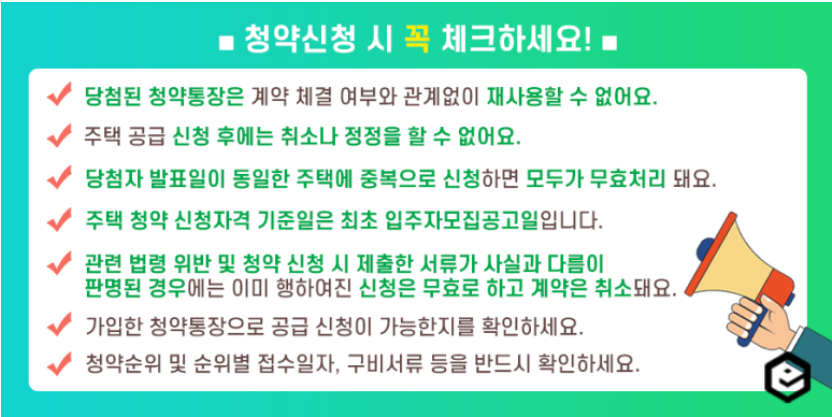 ■ 청약신청 시 꼭 체크하세요! ■
당첨된 청약통장은 계약 체결 여부와 관계없이 재사용할 수 없어요.
주택 공급 신청 후에는 취소나 정정을 할 수 없어요.
당첨자 발표일이 동일한 주택에 중복으로 신청하면 모두가 무효처리 돼요.
주택 청약 신청자격 기준일은 최초 입주자모집공고일입니다.
관련 법령 위반 및 청약 신청 시 제출한 서류가 사실과 다름이
판명된 경우에는 이미 행하여진 신청은 무효로 하고 계약은 취소돼요.
가입한 청약통장으로 공급 신청이 가능한지를 확인하세요.
청약순위 및 순위별 접수일자, 구비서류 등을 반드시 확인하세요.